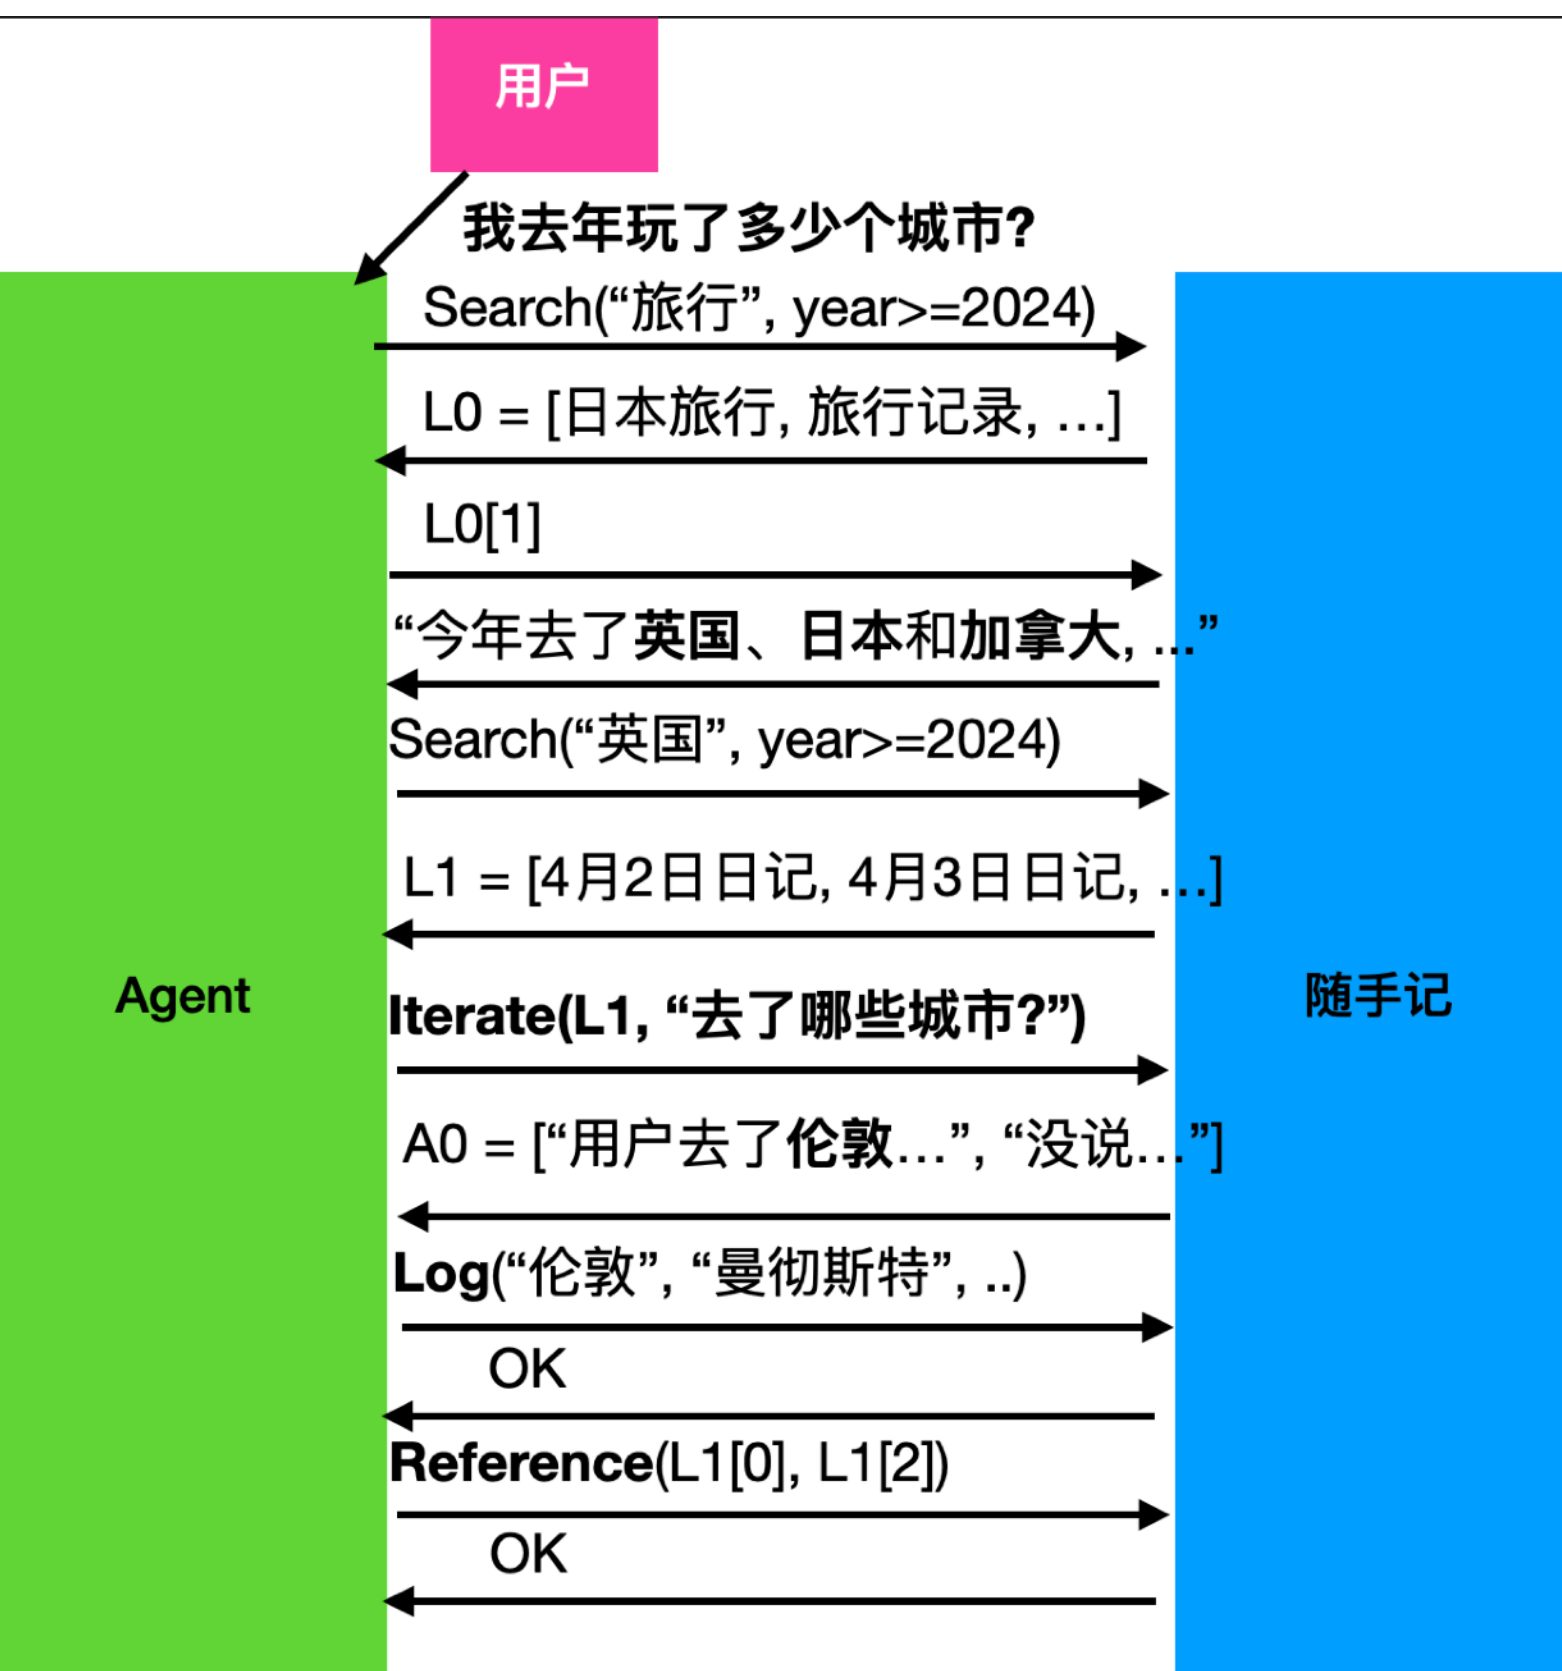 用户
我去年玩了多少个城市?
Search(“旅行”, year>=2024)
L0 = [日本旅行, 旅行记录, ...]
L0[1]
“今年去了英国、日本和加拿大, ...”
Search(“英国”, year>=2024)
L1 = [4月2日日记, 4月3日日记, ...]
Agent
随手记
Iterate(L1, “去了哪些城市?”)
A0 = [“用户去了伦敦...”, “没说...”]
Log(“伦敦”, “曼彻斯特”, ..)
OK
Reference(L1[0], L1[2])
OK